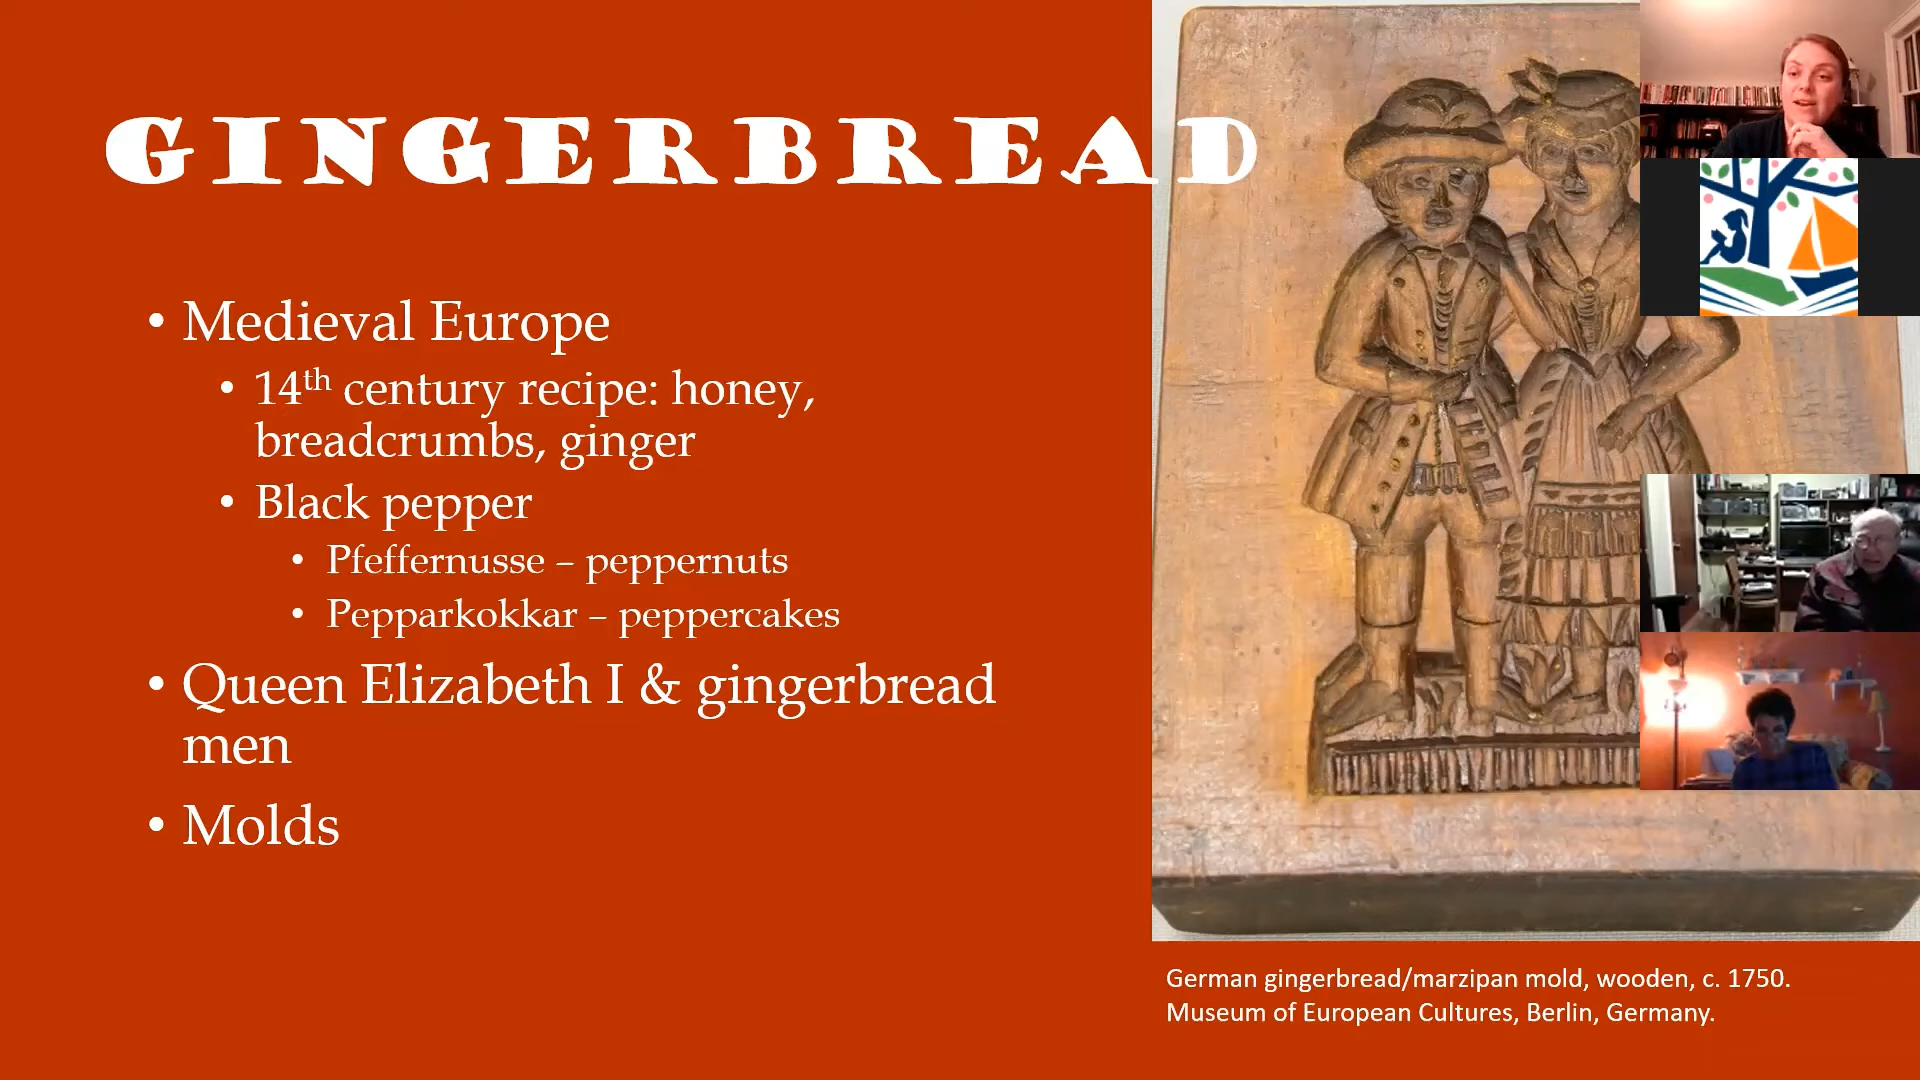 GINGERBREAD
• Medieval Europe
• 14th century recipe: honey,
breadcrumbs, ginger
• Black pepper
• Pfeffernusse – peppernuts
• Pepparkokkar – peppercakes
• Queen Elizabeth I & gingerbread
men
• Molds
German gingerbread/marzipan mold, wooden, c. 1750.
Museum of European Cultures, Berlin, Germany.